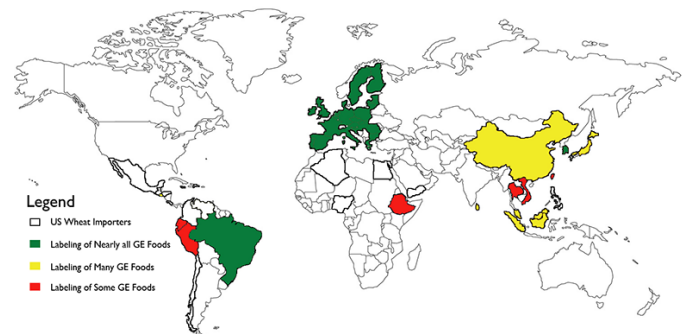 Legend
US Wheat Importers
Labeling of Nearly all GE Foods
Labeling of Many GE Foods
Labeling of Some GE Foods